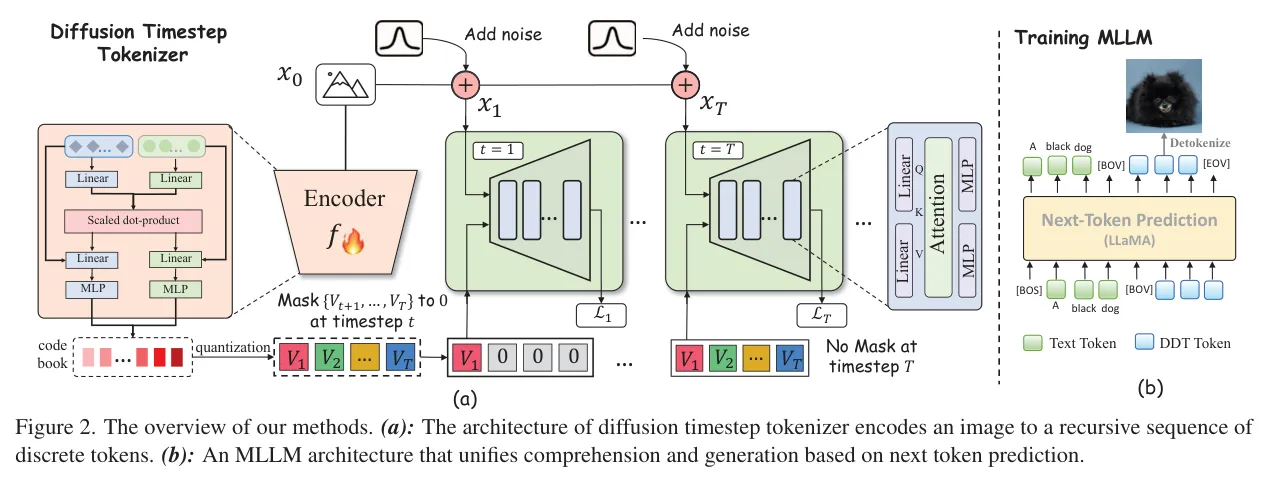 Diffusion Timestep
Tokenizer
Linear
Linear
Scaled dot-product
Linear
Linear
MLP
MLP
code
book
...
quantization
x₀
Encoder
f
Mask {Vₜ₊₁, ..., V_T} to 0
at timestep t
V₁ V₂ ... V_T
Add noise
+
x₁
t = 1
...
ℒ₁
V₁ 0 0 0
...
...
Add noise
+
x_T
t = T
...
ℒ_T
V₁ V₂ ... V_T
No Mask at
timestep T
...
Linear
Linear
Q
K
V
Attention
MLP
MLP
(a)
Training MLLM
Detokenize
A black dog [BOV] [EOV]
Next-Token Prediction
(LLaMA)
[BOS] A black dog [BOV]
Text Token DDT Token
(b)
Figure 2. The overview of our methods. (a): The architecture of diffusion timestep tokenizer encodes an image to a recursive sequence of
discrete tokens. (b): An MLLM architecture that unifies comprehension and generation based on next token prediction.